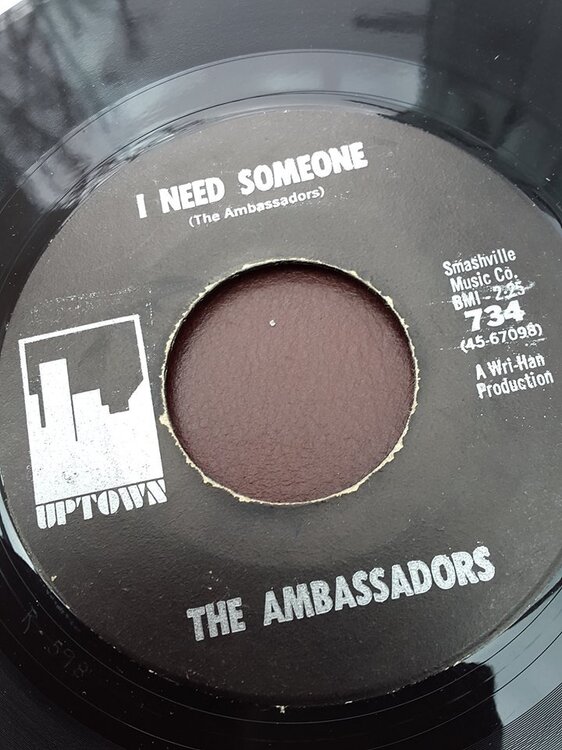 I NEED SOMEONE
(The Ambassadors)
Smashville
Music Co.
BMI - 2:25
734
(45-67098)
A Wri-Han
Production
UPTOWN
THE AMBASSADORS